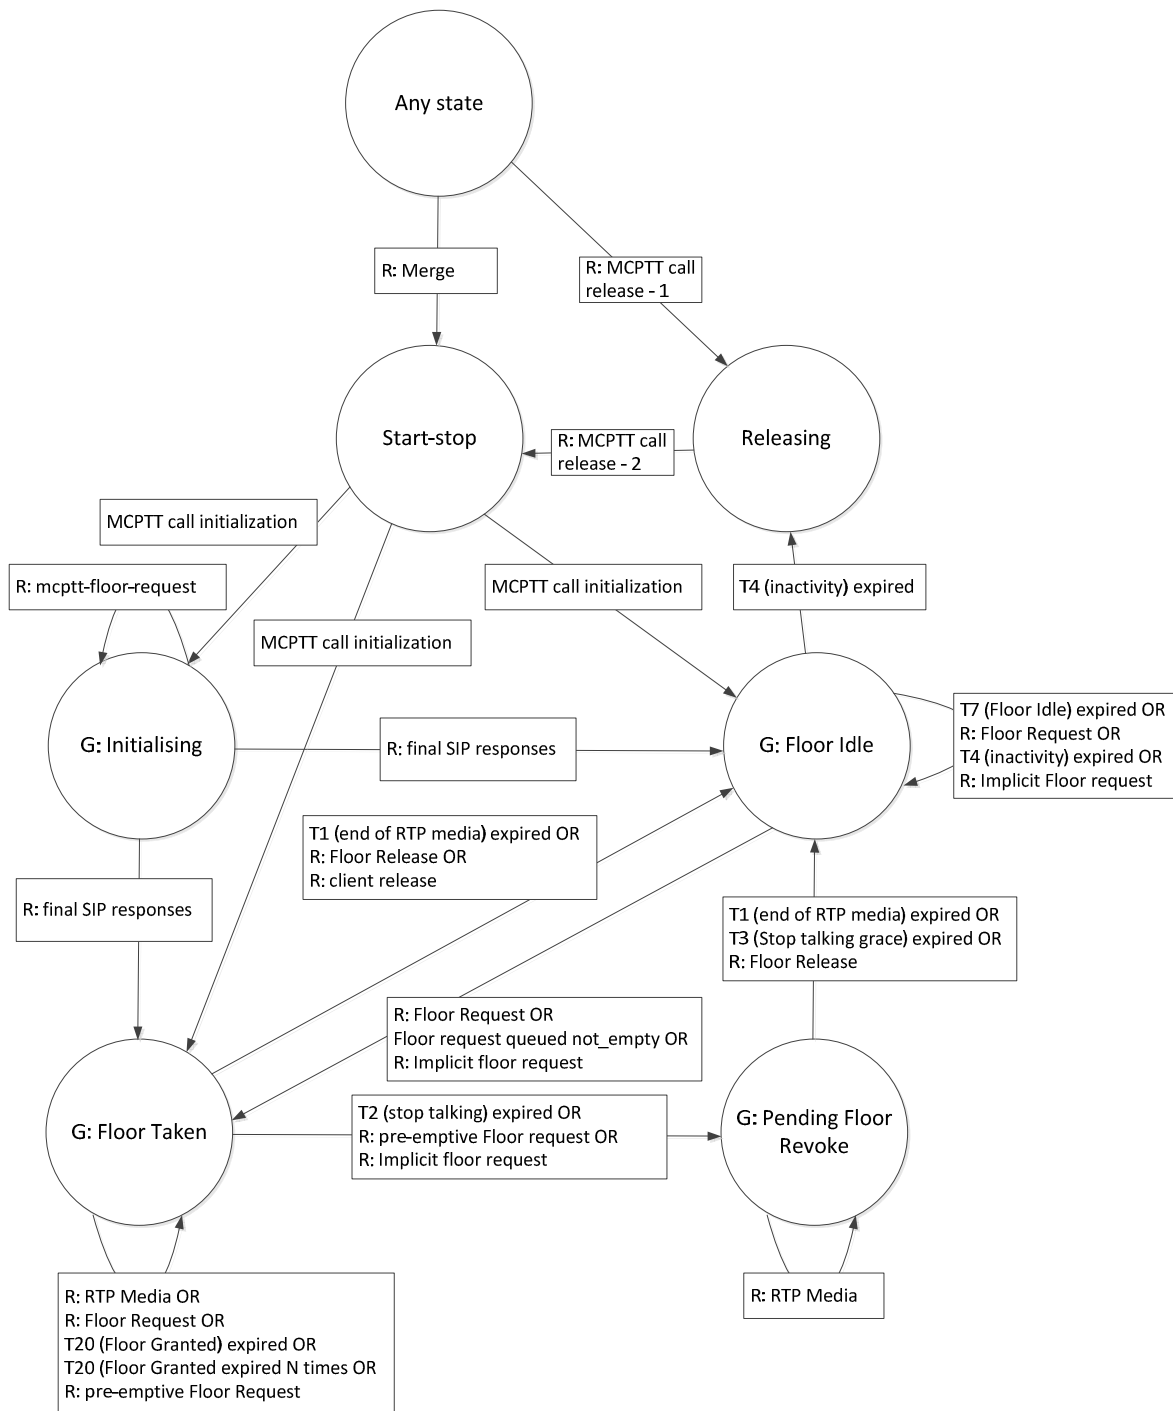 Any state
R: Merge
R: MCPTT call
release - 1
Start-stop
R: MCPTT call
release - 2
Releasing
MCPTT call initialization
R: mcptt-floor-request
MCPTT call initialization
MCPTT call initialization
T4 (inactivity) expired
G: Initialising
R: final SIP responses
G: Floor Idle
T7 (Floor Idle) expired OR
R: Floor Request OR
T4 (inactivity) expired OR
R: Implicit Floor request
T1 (end of RTP media) expired OR
R: Floor Release OR
R: client release
R: final SIP responses
T1 (end of RTP media) expired OR
T3 (Stop talking grace) expired OR
R: Floor Release
R: Floor Request OR
Floor request queued not_empty OR
R: Implicit floor request
G: Floor Taken
T2 (stop talking) expired OR
R: pre-emptive Floor request OR
R: Implicit floor request
G: Pending Floor
Revoke
R: RTP Media OR
R: Floor Request OR
T20 (Floor Granted) expired OR
T20 (Floor Granted expired N times OR
R: pre-emptive Floor Request
R: RTP Media